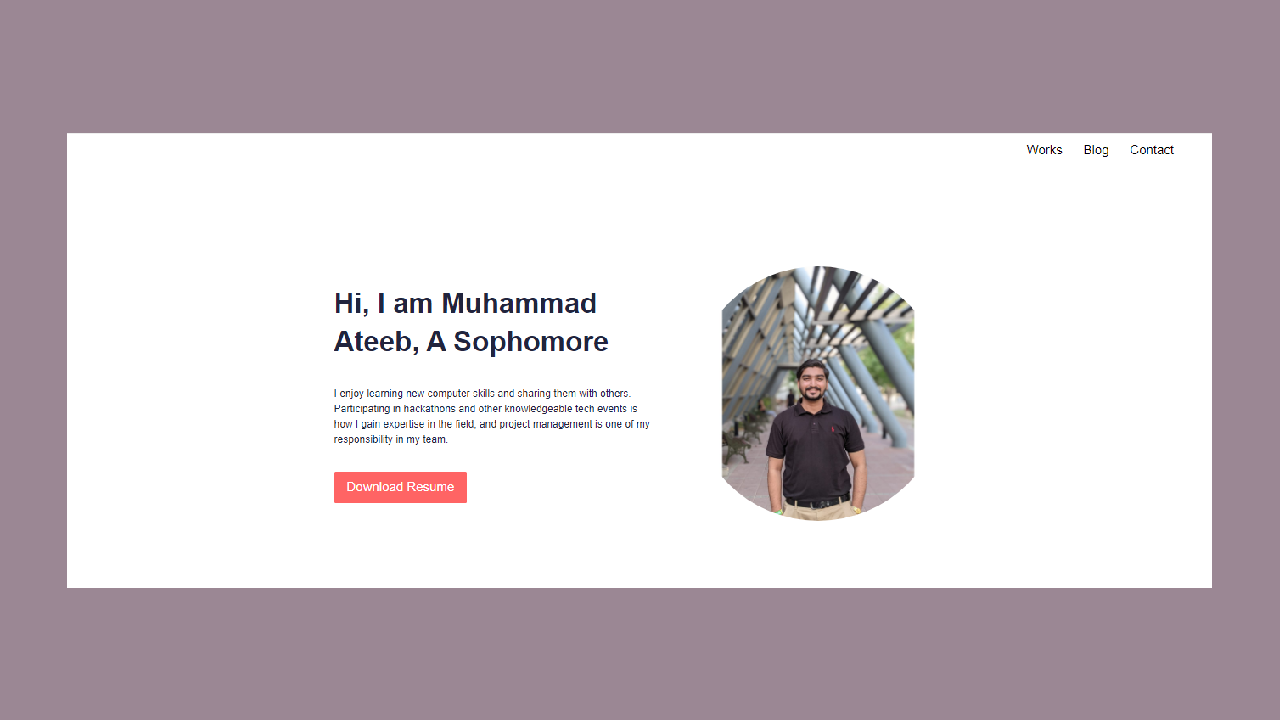 Works Blog Contact
Hi, I am Muhammad
Ateeb, A Sophomore
I enjoy learning new computer skills and sharing them with others.
Participating in hackathons and other knowledgeable tech events is
how I gain expertise in the field, and project management is one of my
responsibility in my team.
Download Resume